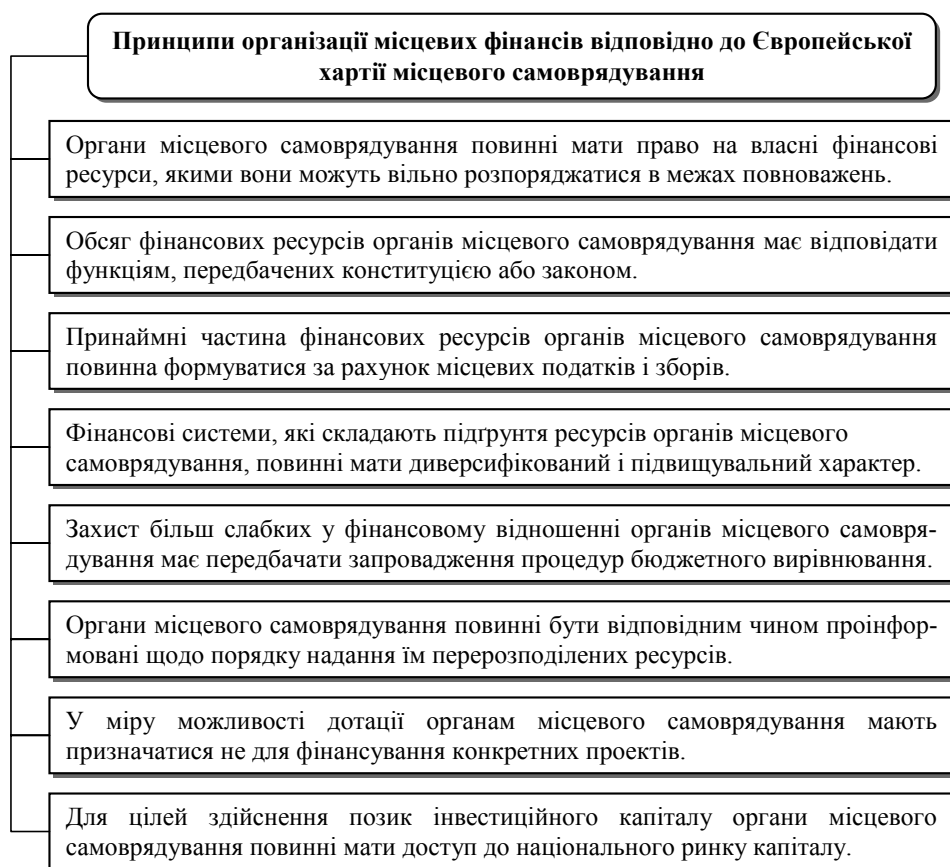 Принципи організації місцевих фінансів відповідно до Європейської
хартії місцевого самоврядування
Органи місцевого самоврядування повинні мати право на власні фінансові
ресурси, якими вони можуть вільно розпоряджатися в межах повноважень.
Обсяг фінансових ресурсів органів місцевого самоврядування має відповідати
функціям, передбачених конституцією або законом.
Принаймні частина фінансових ресурсів органів місцевого самоврядування
повинна формуватися за рахунок місцевих податків і зборів.
Фінансові системи, які складають підґрунтя ресурсів органів місцевого
самоврядування, повинні мати диверсифікований і підвищувальний характер.
Захист більш слабких у фінансовому відношенні органів місцевого самовря-
дування має передбачати запровадження процедур бюджетного вирівнювання.
Органи місцевого самоврядування повинні бути відповідним чином проінфор-
мовані щодо порядку надання їм перерозподілених ресурсів.
У міру можливості дотації органам місцевого самоврядування мають
призначатися не для фінансування конкретних проектів.
Для цілей здійснення позик інвестиційного капіталу органи місцевого
самоврядування повинні мати доступ до національного ринку капіталу.